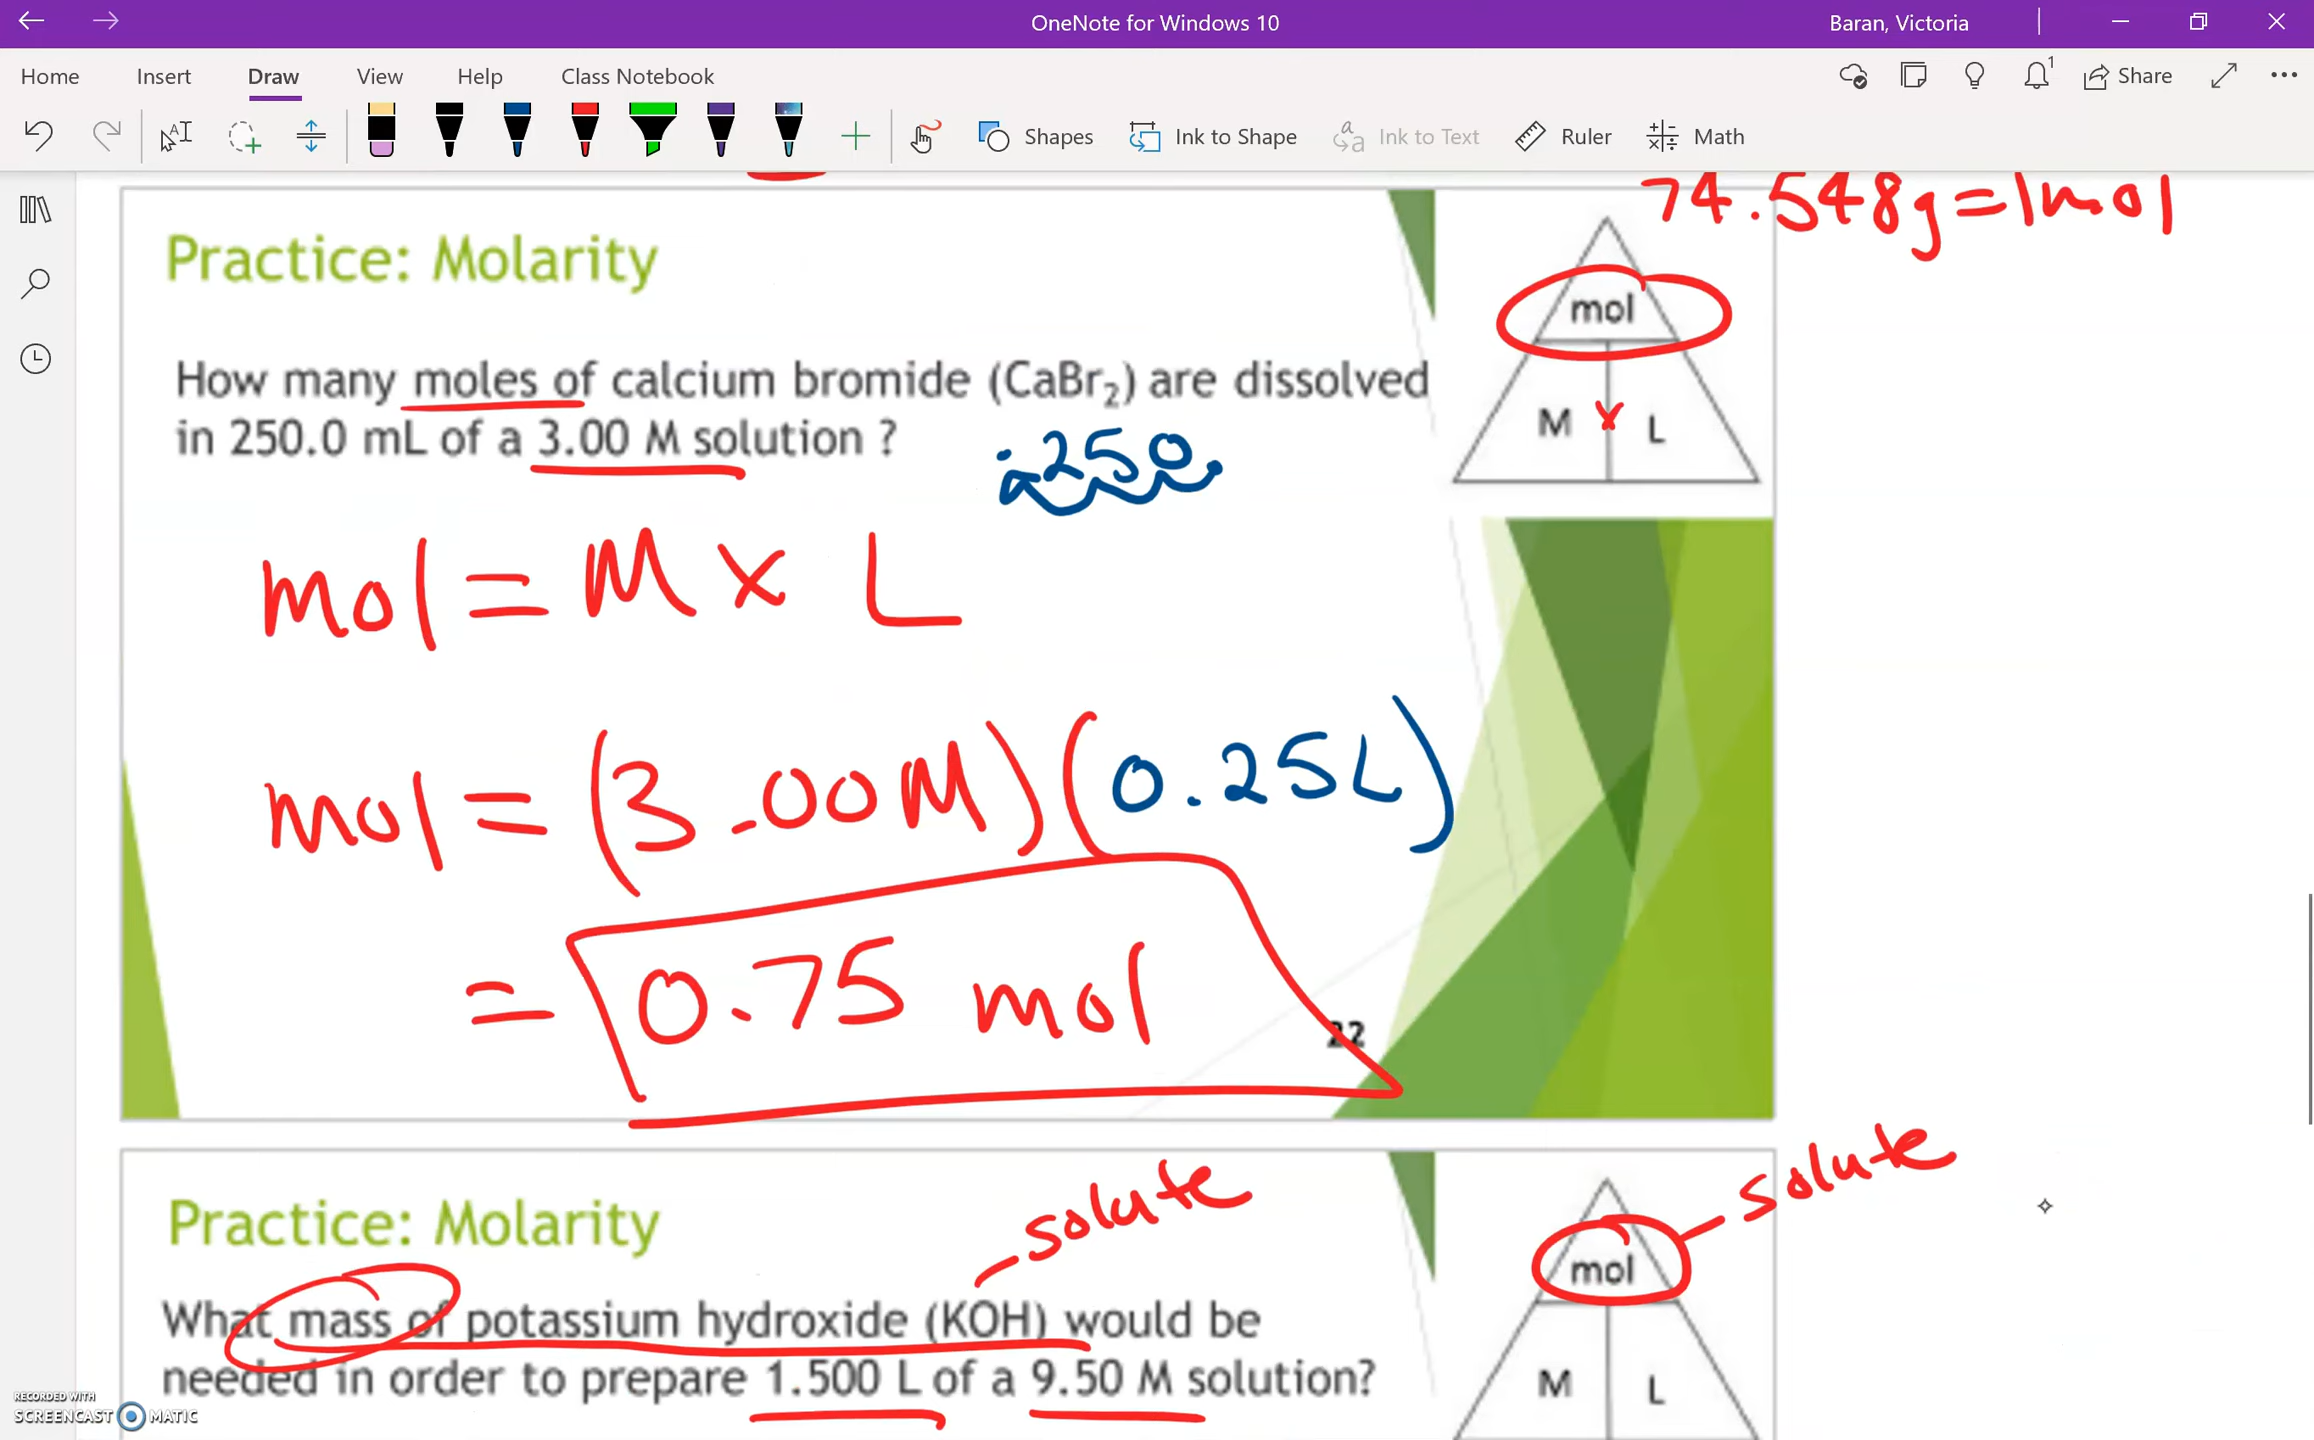 OneNote for Windows 10
Baran, Victoria
Home Insert Draw View Help Class Notebook
1 Share
Shapes Ink to Shape Ink to Text Ruler Math
74.548g=1mol
Practice: Molarity
mol
How many moles of calcium bromide (CaBr₂) are dissolved
in 250.0 mL of a 3.00 M solution ?
M x L
.250.
mol = M x L
mol = (3.00M)(0.25L)
= 0.75 mol
22
Practice: Molarity
solute
solute
mol
What mass of potassium hydroxide (KOH) would be
needed in order to prepare 1.500 L of a 9.50 M solution?
M L
RECORDED WITH
SCREENCAST MATIC